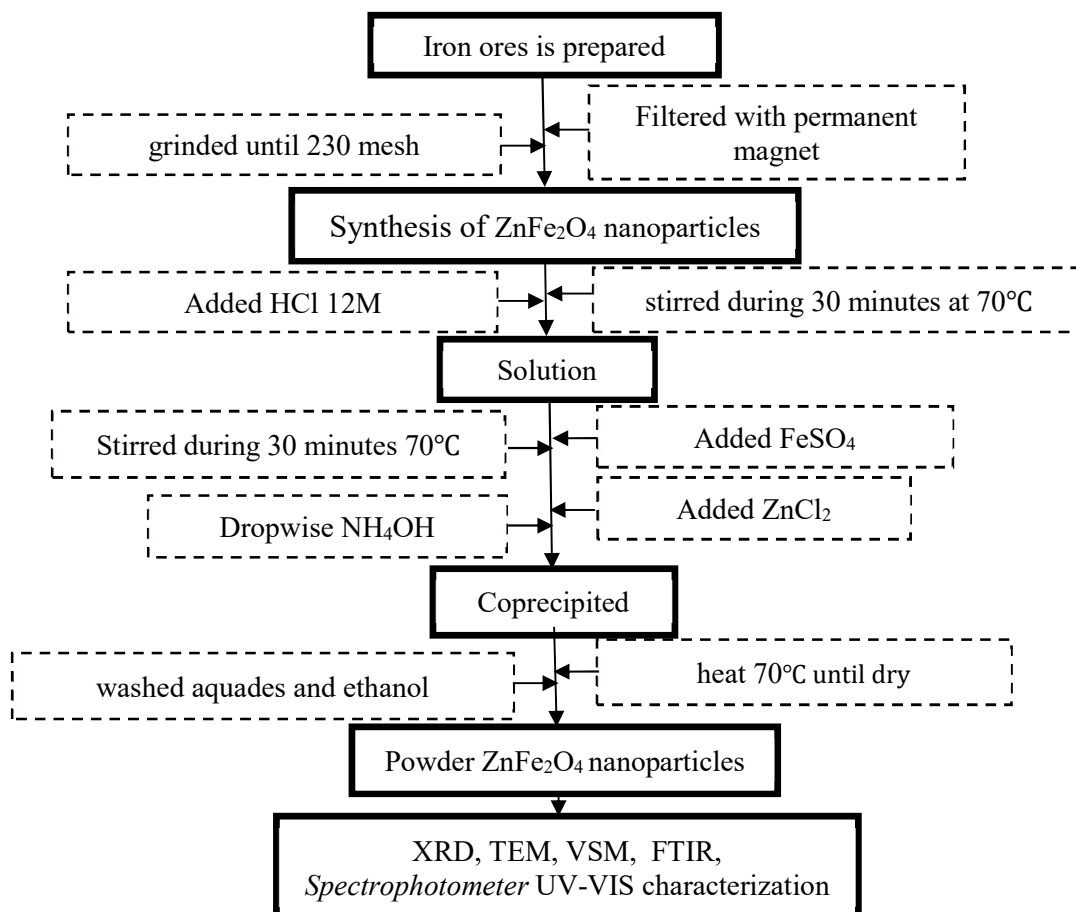 Iron ores is prepared
Filtered with permanent
magnet
grinded until 230 mesh
Synthesis of ZnFe₂O₄ nanoparticles
Added HCl 12M
stirred during 30 minutes at 70℃
Solution
Added FeSO₄
Stirred during 30 minutes 70℃
Added ZnCl₂
Dropwise NH₄OH
Coprecipited
heat 70℃ until dry
washed aquades and ethanol
Powder ZnFe₂O₄ nanoparticles
XRD, TEM, VSM, FTIR,
Spectrophotometer UV-VIS characterization